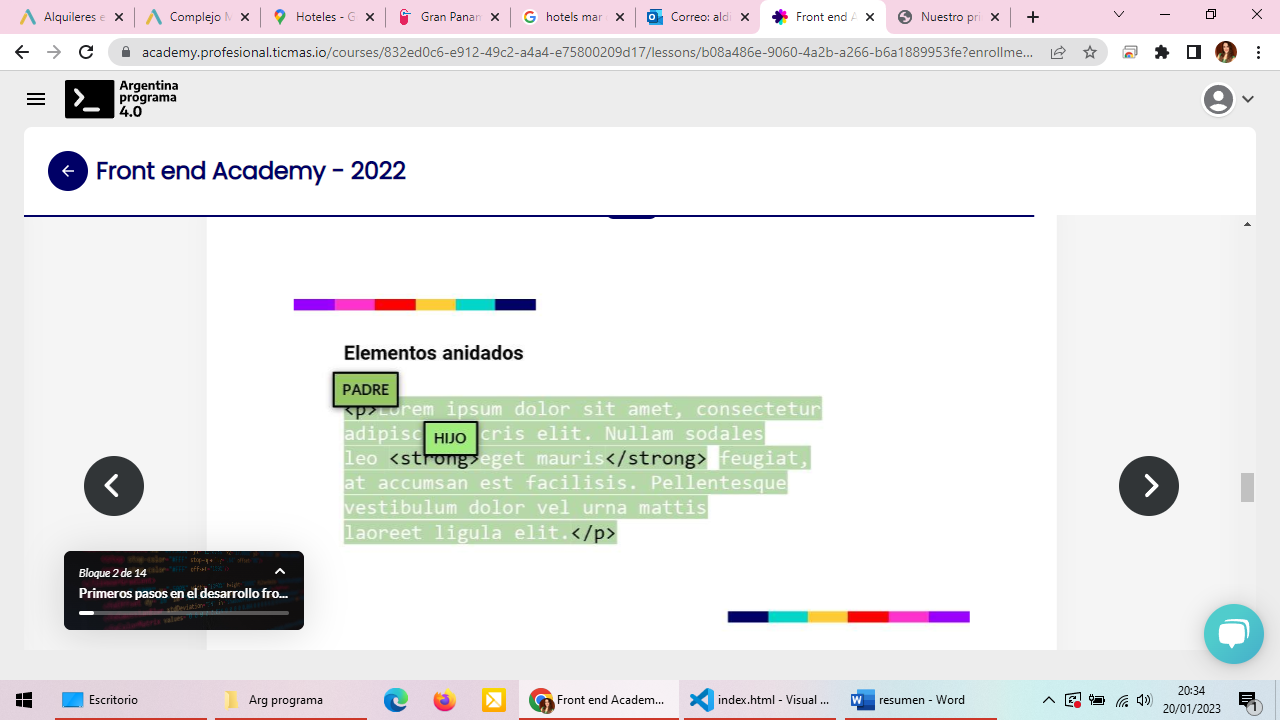 Alquileres e
Complejo M
Hoteles - G
Gran Panam
hotels mar
Correo: aldi
Front end A
Nuestro pri
academy.profesional.ticmas.io/courses/832ed0c6-e912-49c2-a4a4-e75800209d17/lessons/b08a486e-9060-4a2b-a266-b6a1889953fe?enrollme...
Argentina
programa
4.0
Front end Academy - 2022
Elementos anidados
PADRE
<p>Lorem ipsum dolor sit amet, consectetur
adipisc cris elit. Nullam sodales
HIJO
leo <strong>eget mauris</strong> feugiat,
at accumsan est facilisis. Pellentesque
vestibulum dolor vel urna mattis
laoreet ligula elit.</p>
Bloque 2 de 14
Primeros pasos en el desarrollo fro...
Escritorio
Arg programa
Front end Academ...
index.html - Visual ...
resumen - Word
20:34
20/01/2023
1